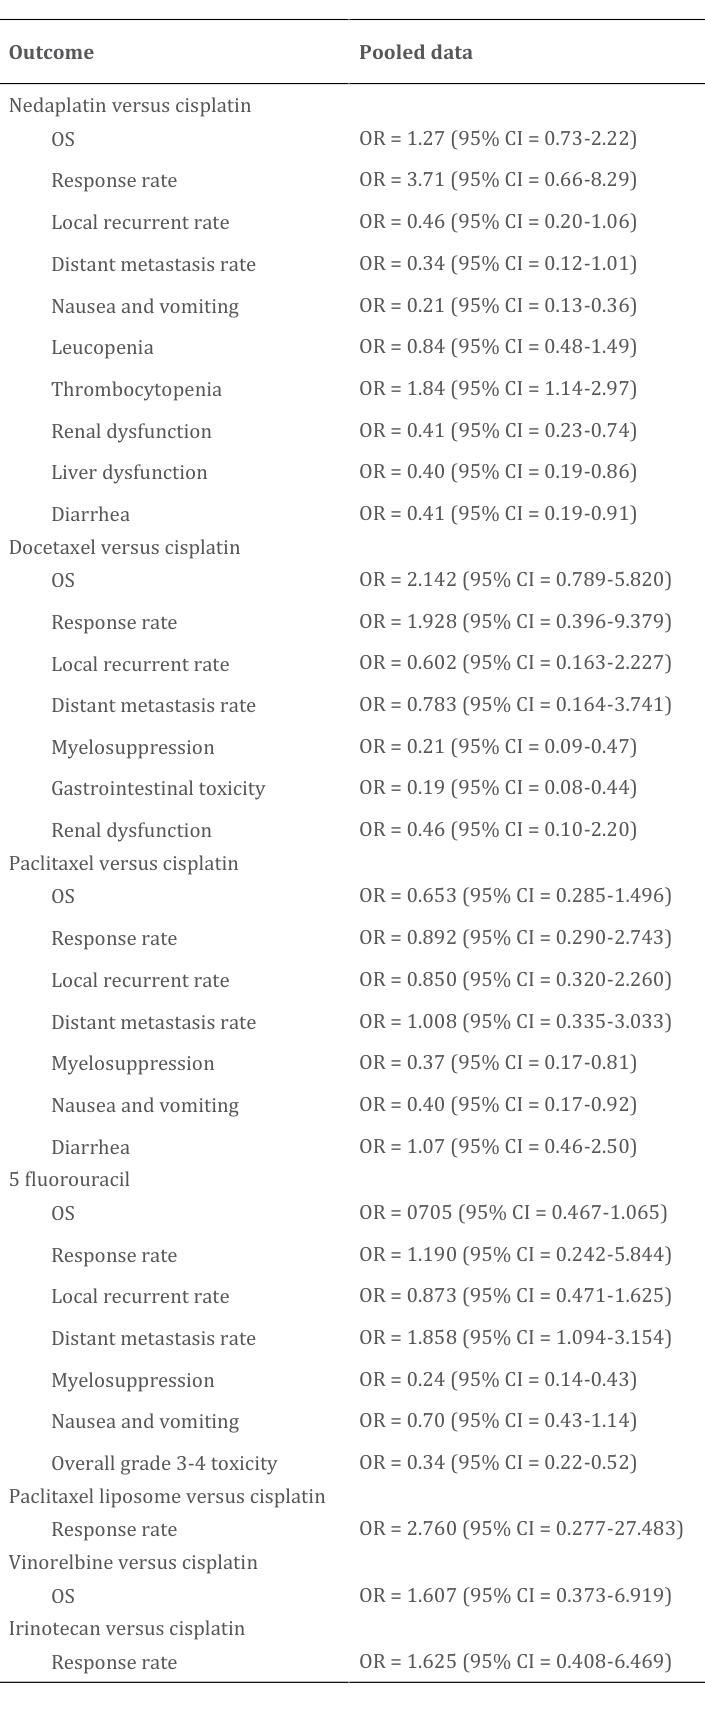 Outcome Pooled data
Nedaplatin versus cisplatin
OS OR = 1.27 (95% CI = 0.73-2.22)
Response rate OR = 3.71 (95% CI = 0.66-8.29)
Local recurrent rate OR = 0.46 (95% CI = 0.20-1.06)
Distant metastasis rate OR = 0.34 (95% CI = 0.12-1.01)
Nausea and vomiting OR = 0.21 (95% CI = 0.13-0.36)
Leucopenia OR = 0.84 (95% CI = 0.48-1.49)
Thrombocytopenia OR = 1.84 (95% CI = 1.14-2.97)
Renal dysfunction OR = 0.41 (95% CI = 0.23-0.74)
Liver dysfunction OR = 0.40 (95% CI = 0.19-0.86)
Diarrhea OR = 0.41 (95% CI = 0.19-0.91)
Docetaxel versus cisplatin
OS OR = 2.142 (95% CI = 0.789-5.820)
Response rate OR = 1.928 (95% CI = 0.396-9.379)
Local recurrent rate OR = 0.602 (95% CI = 0.163-2.227)
Distant metastasis rate OR = 0.783 (95% CI = 0.164-3.741)
Myelosuppression OR = 0.21 (95% CI = 0.09-0.47)
Gastrointestinal toxicity OR = 0.19 (95% CI = 0.08-0.44)
Renal dysfunction OR = 0.46 (95% CI = 0.10-2.20)
Paclitaxel versus cisplatin
OS OR = 0.653 (95% CI = 0.285-1.496)
Response rate OR = 0.892 (95% CI = 0.290-2.743)
Local recurrent rate OR = 0.850 (95% CI = 0.320-2.260)
Distant metastasis rate OR = 1.008 (95% CI = 0.335-3.033)
Myelosuppression OR = 0.37 (95% CI = 0.17-0.81)
Nausea and vomiting OR = 0.40 (95% CI = 0.17-0.92)
Diarrhea OR = 1.07 (95% CI = 0.46-2.50)
5 fluorouracil
OS OR = 0705 (95% CI = 0.467-1.065)
Response rate OR = 1.190 (95% CI = 0.242-5.844)
Local recurrent rate OR = 0.873 (95% CI = 0.471-1.625)
Distant metastasis rate OR = 1.858 (95% CI = 1.094-3.154)
Myelosuppression OR = 0.24 (95% CI = 0.14-0.43)
Nausea and vomiting OR = 0.70 (95% CI = 0.43-1.14)
Overall grade 3-4 toxicity OR = 0.34 (95% CI = 0.22-0.52)
Paclitaxel liposome versus cisplatin
Response rate OR = 2.760 (95% CI = 0.277-27.483)
Vinorelbine versus cisplatin
OS OR = 1.607 (95% CI = 0.373-6.919)
Irinotecan versus cisplatin
Response rate OR = 1.625 (95% CI = 0.408-6.469)